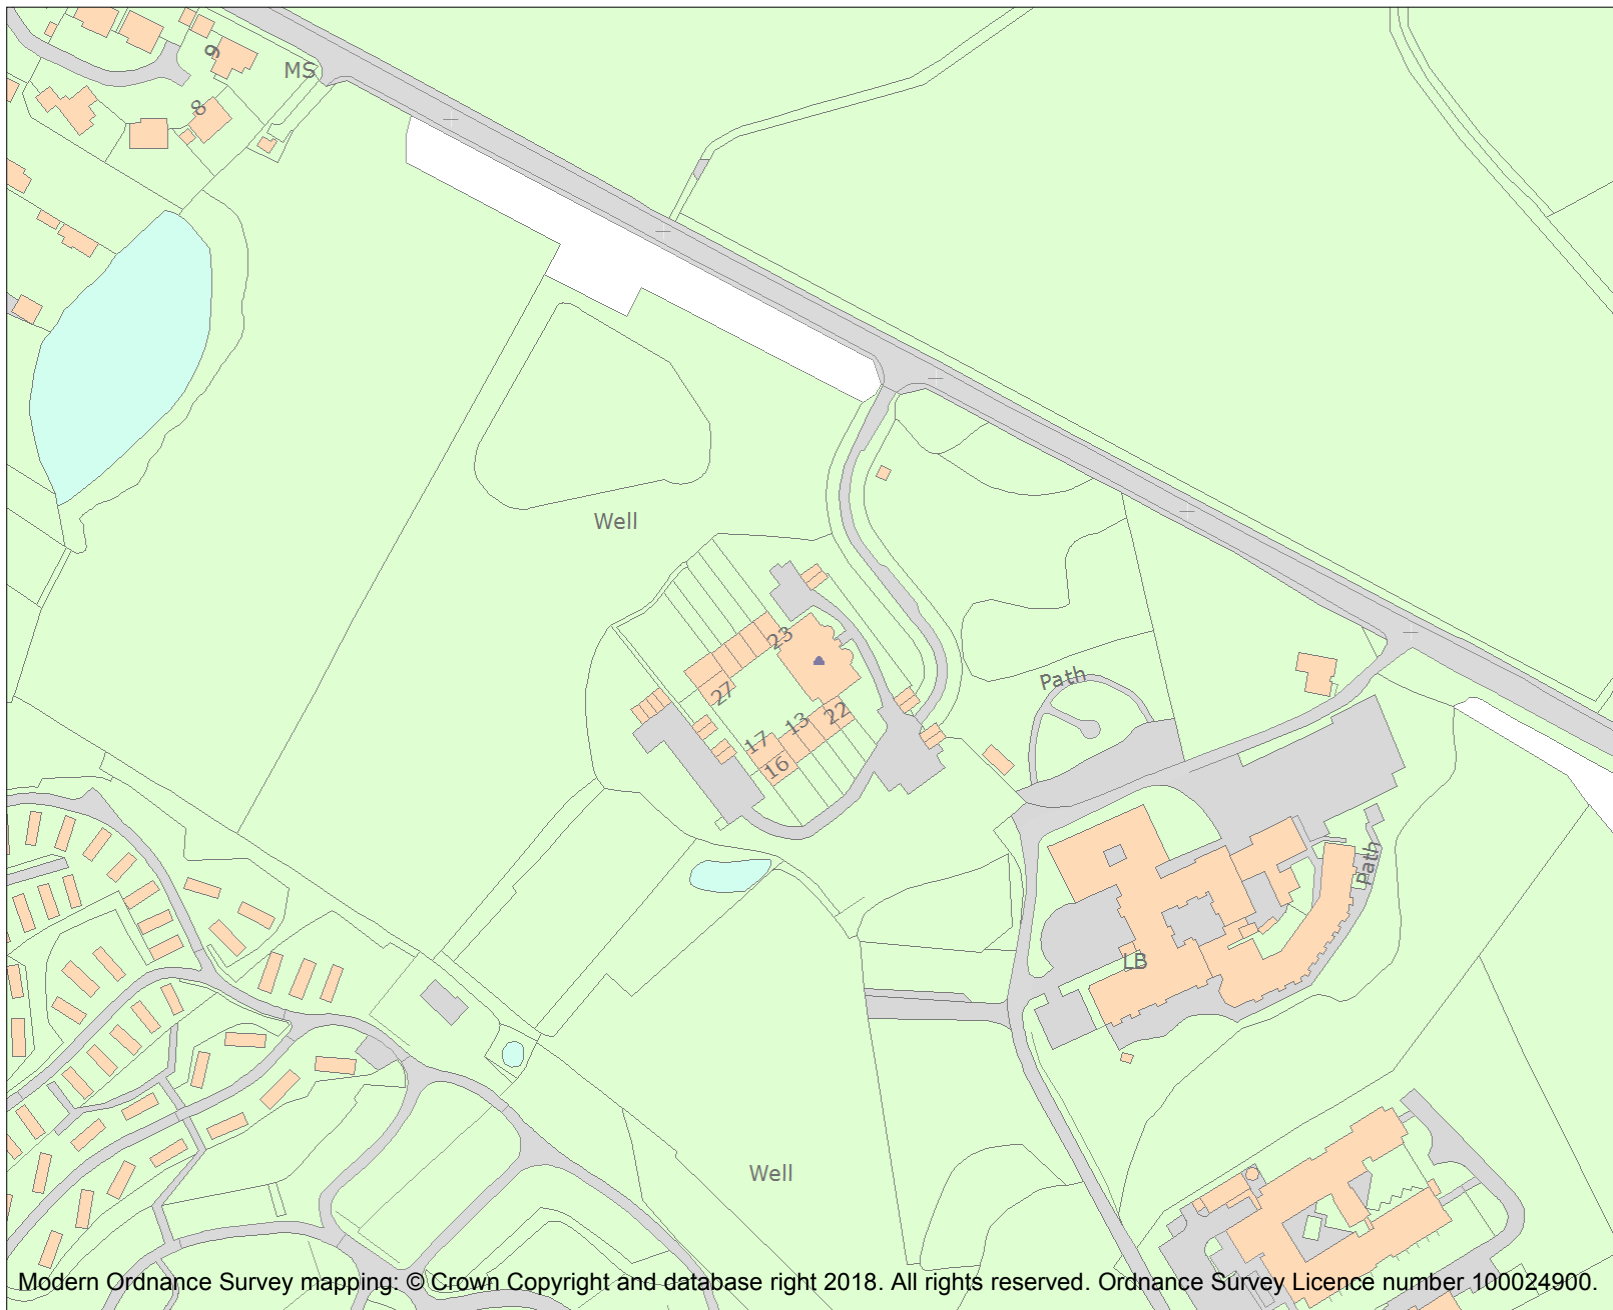 9
MS
8
Well
23
Path
27
22
13
17
16
Path
LB
Well
Modern Ordnance Survey mapping: © Crown Copyright and database right 2018. All rights reserved. Ordnance Survey Licence number 100024900.